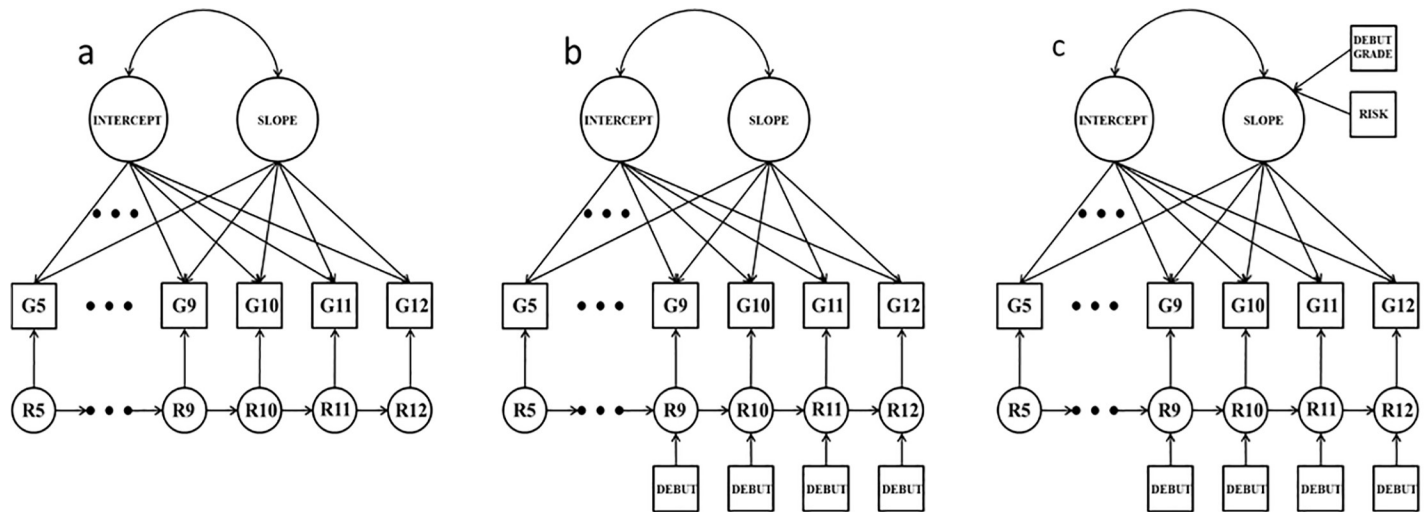 a
INTERCEPT
SLOPE
G5
G9
G10
G11
G12
R5
R9
R10
R11
R12
b
INTERCEPT
SLOPE
G5
G9
G10
G11
G12
R5
R9
R10
R11
R12
DEBUT
DEBUT
DEBUT
DEBUT
c
DEBUT
GRADE
RISK
INTERCEPT
SLOPE
G5
G9
G10
G11
G12
R5
R9
R10
R11
R12
DEBUT
DEBUT
DEBUT
DEBUT